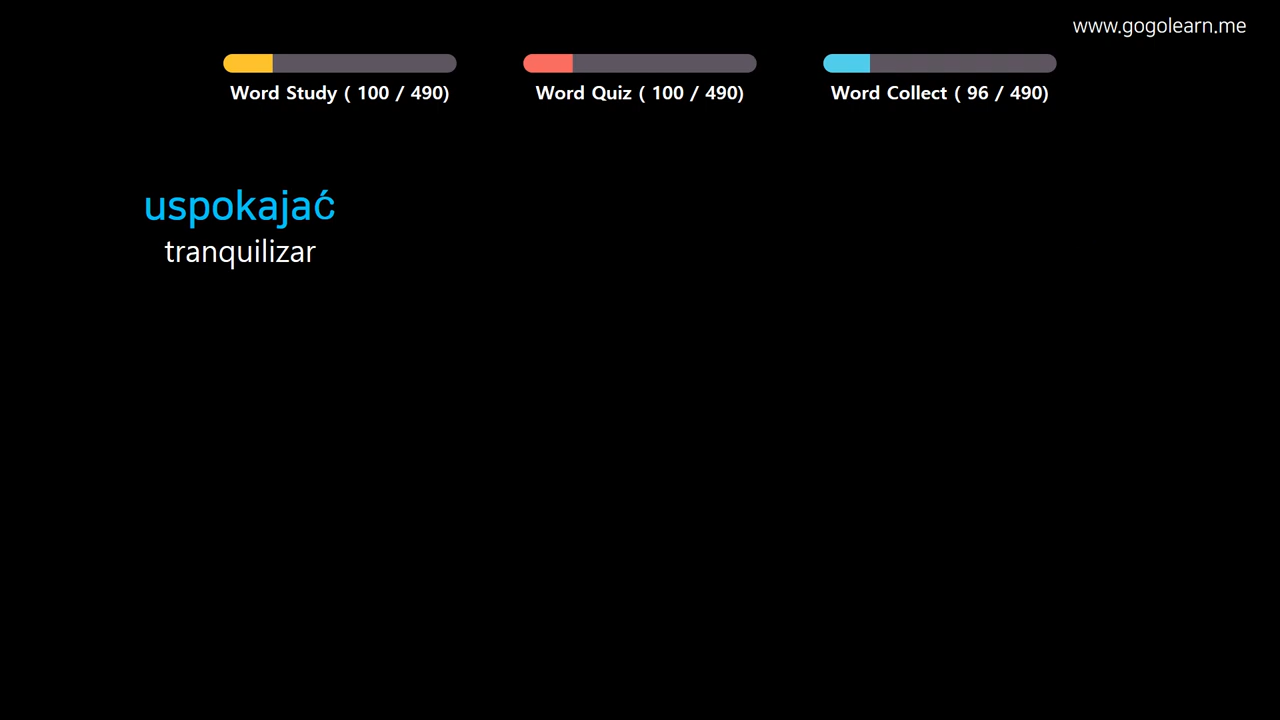 www.gogolearn.me
Word Study ( 100 / 490)
Word Quiz ( 100 / 490)
Word Collect ( 96 / 490)
uspokajać
tranquilizar